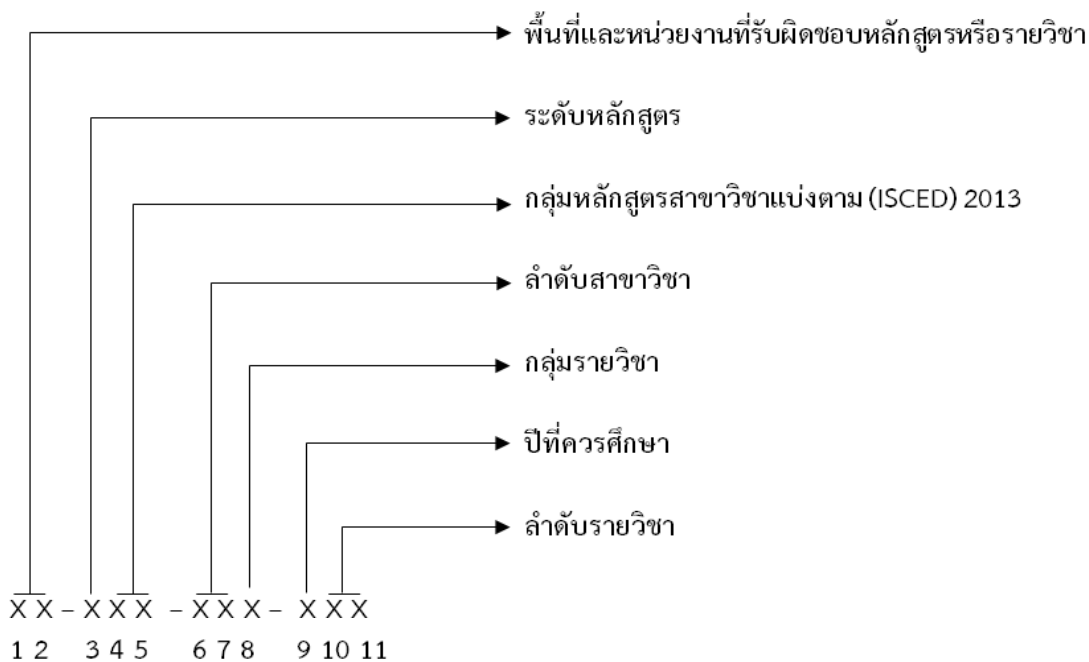 พื้นที่และหน่วยงานที่รับผิดชอบหลักสูตรหรือรายวิชา
ระดับหลักสูตร
กลุ่มหลักสูตรสาขาวิชาแบ่งตาม (ISCED) 2013
ลำดับสาขาวิชา
กลุ่มรายวิชา
ปีที่ควรศึกษา
ลำดับรายวิชา
X X – X X X – X X X – X X X
1 2 3 4 5 6 7 8 9 10 11